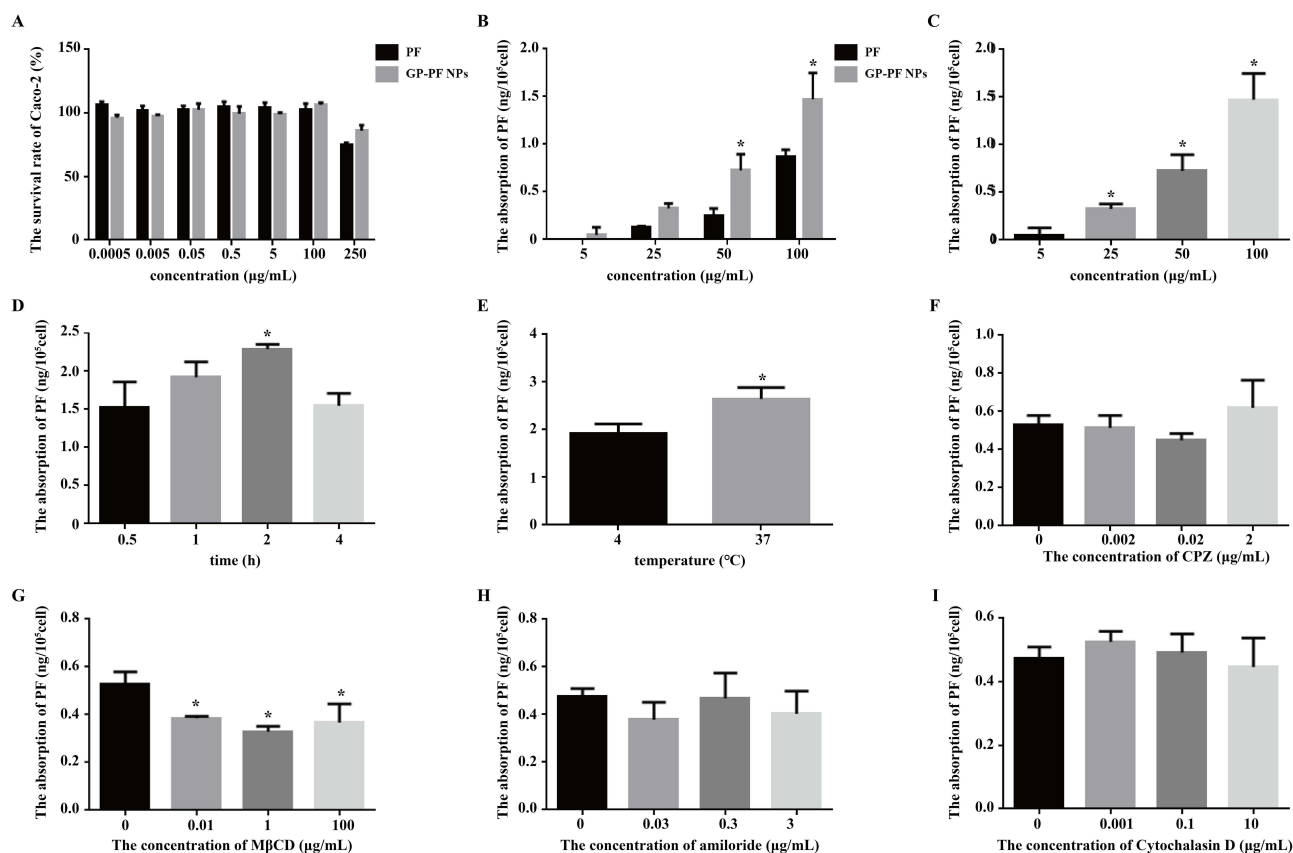 A
The survival rate of Caco-2 (%)
150
100
50
0
0.0005 0.005 0.05 0.5 5 100 250
concentration (μg/mL)
PF
GP-PF NPs
B
The absorption of PF (ng/10⁵cell)
2.0
1.5
1.0
0.5
0
* *
5 25 50 100
concentration (μg/mL)
PF
GP-PF NPs
C
The absorption of PF (ng/10⁵cell)
2.0
1.5
1.0
0.5
0
* * *
5 25 50 100
concentration (μg/mL)
D
The absorption of PF (ng/10⁵cell)
2.5
2.0
1.5
1.0
0.5
0
*
0.5 1 2 4
time (h)
E
The absorption of PF (ng/10⁵cell)
4
3
2
1
0
*
4 37
temperature (°C)
F
The absorption of PF (ng/10⁵cell)
1.0
0.8
0.6
0.4
0.2
0.0
0 0.002 0.02 2
The concentration of CPZ (μg/mL)
G
The absorption of PF (ng/10⁵cell)
0.8
0.6
0.4
0.2
0.0
* * *
0 0.01 1 100
The concentration of MβCD (μg/mL)
H
The absorption of PF (ng/10⁵cell)
0.8
0.6
0.4
0.2
0.0
0 0.03 0.3 3
The concentration of amiloride (μg/mL)
I
The absorption of PF (ng/10⁵cell)
0.6
0.4
0.2
0.0
0 0.001 0.1 10
The concentration of Cytochalasin D (μg/mL)